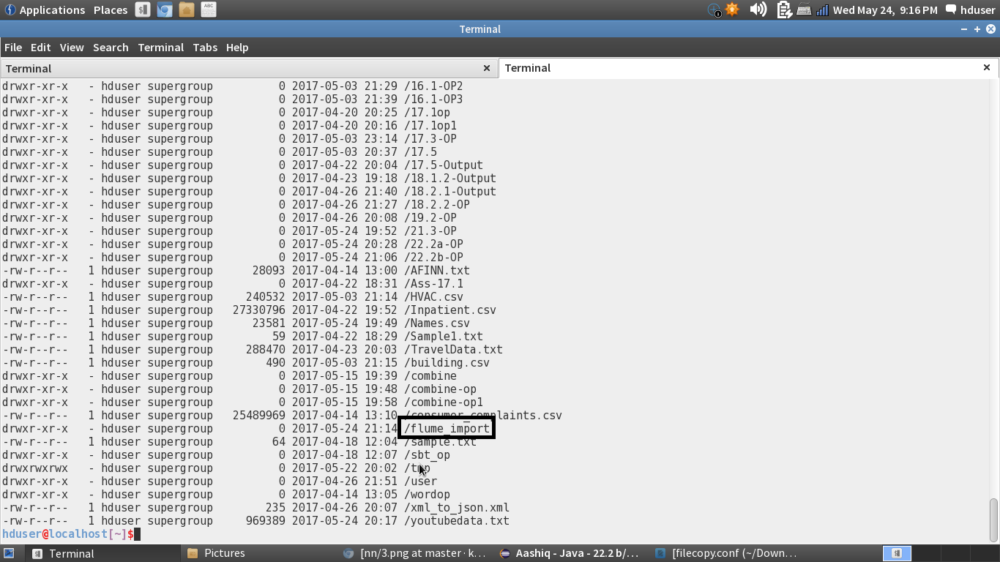 Applications Places ABC 1 Wed May 24, 9:16 PM hduser
Terminal
File Edit View Search Terminal Tabs Help
Terminal × Terminal ×
drwxr-xr-x - hduser supergroup 0 2017-05-03 21:29 /16.1-OP2
drwxr-xr-x - hduser supergroup 0 2017-05-03 21:39 /16.1-OP3
drwxr-xr-x - hduser supergroup 0 2017-04-20 20:25 /17.1op
drwxr-xr-x - hduser supergroup 0 2017-04-20 20:16 /17.1op1
drwxr-xr-x - hduser supergroup 0 2017-05-03 23:14 /17.3-OP
drwxr-xr-x - hduser supergroup 0 2017-05-03 20:37 /17.5
drwxr-xr-x - hduser supergroup 0 2017-04-22 20:04 /17.5-Output
drwxr-xr-x - hduser supergroup 0 2017-04-23 19:18 /18.1.2-Output
drwxr-xr-x - hduser supergroup 0 2017-04-26 21:40 /18.2.1-Output
drwxr-xr-x - hduser supergroup 0 2017-04-26 21:27 /18.2.2-OP
drwxr-xr-x - hduser supergroup 0 2017-04-26 20:08 /19.2-OP
drwxr-xr-x - hduser supergroup 0 2017-05-24 19:52 /21.3-OP
drwxr-xr-x - hduser supergroup 0 2017-05-24 20:28 /22.2a-OP
drwxr-xr-x - hduser supergroup 0 2017-05-24 21:06 /22.2b-OP
-rw-r--r-- 1 hduser supergroup 28093 2017-04-14 13:00 /AFINN.txt
drwxr-xr-x - hduser supergroup 0 2017-04-22 18:31 /Ass-17.1
-rw-r--r-- 1 hduser supergroup 240532 2017-05-03 21:14 /HVAC.csv
-rw-r--r-- 1 hduser supergroup 27330796 2017-04-22 19:52 /Inpatient.csv
-rw-r--r-- 1 hduser supergroup 23581 2017-05-24 19:49 /Names.csv
-rw-r--r-- 1 hduser supergroup 59 2017-04-22 18:29 /Sample1.txt
-rw-r--r-- 1 hduser supergroup 288470 2017-04-23 20:03 /TravelData.txt
-rw-r--r-- 1 hduser supergroup 490 2017-05-03 21:15 /building.csv
drwxr-xr-x - hduser supergroup 0 2017-05-15 19:39 /combine
drwxr-xr-x - hduser supergroup 0 2017-05-15 19:48 /combine-op
drwxr-xr-x - hduser supergroup 0 2017-05-15 19:58 /combine-op1
-rw-r--r-- 1 hduser supergroup 25489969 2017-04-14 13:10 /consumer_complaints.csv
drwxr-xr-x - hduser supergroup 0 2017-05-24 21:14 /flume_import
-rw-r--r-- 1 hduser supergroup 64 2017-04-18 12:04 /sample.txt
drwxr-xr-x - hduser supergroup 0 2017-04-18 12:07 /sbt_op
drwxrwxrwx - hduser supergroup 0 2017-05-22 20:02 /tmp
drwxr-xr-x - hduser supergroup 0 2017-04-26 21:51 /user
drwxr-xr-x - hduser supergroup 0 2017-04-14 13:05 /wordop
-rw-r--r-- 1 hduser supergroup 235 2017-04-26 20:07 /xml_to_json.xml
-rw-r--r-- 1 hduser supergroup 969389 2017-05-24 20:17 /youtubedata.txt
hduser@localhost[~]$
Terminal Pictures [nn/3.png at master · k... Aashiq - Java - 22.2 b/... [filecopy.conf (~/Down...